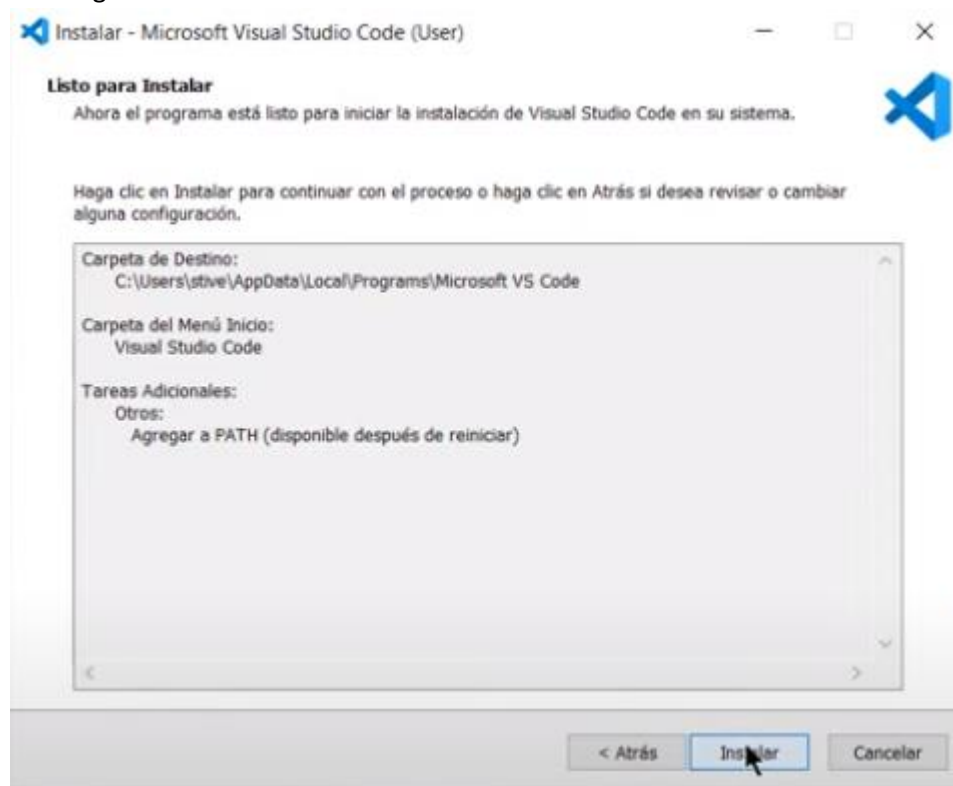 Instalar - Microsoft Visual Studio Code (User)
Listo para Instalar
Ahora el programa está listo para iniciar la instalación de Visual Studio Code en su sistema.
Haga clic en Instalar para continuar con el proceso o haga clic en Atrás si desea revisar o cambiar
alguna configuración.
Carpeta de Destino:
C:\Users\stive\AppData\Local\Programs\Microsoft VS Code
Carpeta del Menú Inicio:
Visual Studio Code
Tareas Adicionales:
Otros:
Agregar a PATH (disponible después de reiniciar)
< Atrás Instalar Cancelar